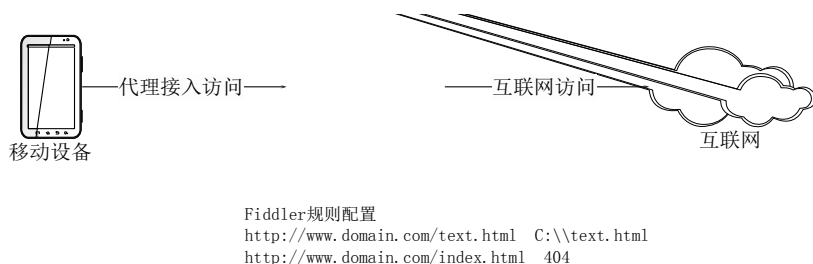 代理接入访问
互联网访问
移动设备
互联网
Fiddler规则配置
http://www.domain.com/text.html C:\\text.html
http://www.domain.com/index.html 404